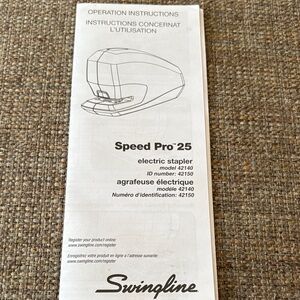 OPERATION INSTRUCTIONS
INSTRUCTIONS CONCERNAT
L'UTILISATION
Speed Pro™ 25
electric stapler
model 42140
ID number: 42150
agrafeuse électrique
modèle 42140
Numéro d'identification: 42150
Register your product online:
www.swingline.com/register
Enregistrez votre produit en ligne à l'adresse suivante:
www.swingline.com/register
Swingline